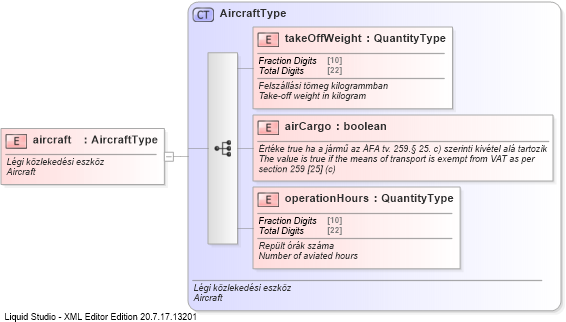 CT AircraftType
E takeOffWeight : QuantityType
Fraction Digits [10]
Total Digits [22]
Felszállási tömeg kilogrammban
Take-off weight in kilogram
E airCargo : boolean
Értéke true ha a jármű az ÁFA tv. 259.§ 25. c) szerinti kivétel alá tartozik
The value is true if the means of transport is exempt from VAT as per
section 259 [25] (c)
E aircraft : AircraftType
Légi közlekedési eszköz
Aircraft
E operationHours : QuantityType
Fraction Digits [10]
Total Digits [22]
Repült órák száma
Number of aviated hours
Légi közlekedési eszköz
Aircraft
Liquid Studio - XML Editor Edition 20.7.17.13201